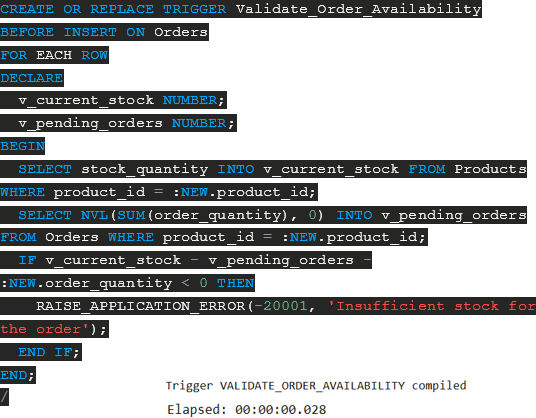 CREATE OR REPLACE TRIGGER Validate_Order_Availability
BEFORE INSERT ON Orders
FOR EACH ROW
DECLARE
  v_current_stock NUMBER;
  v_pending_orders NUMBER;
BEGIN
  SELECT stock_quantity INTO v_current_stock FROM Products
WHERE product_id = :NEW.product_id;
  SELECT NVL(SUM(order_quantity), 0) INTO v_pending_orders
FROM Orders WHERE product_id = :NEW.product_id;
  IF v_current_stock - v_pending_orders -
:NEW.order_quantity < 0 THEN
    RAISE_APPLICATION_ERROR(-20001, 'Insufficient stock for
the order');
  END IF;
END;
/
Trigger VALIDATE_ORDER_AVAILABILITY compiled
Elapsed: 00:00:00.028